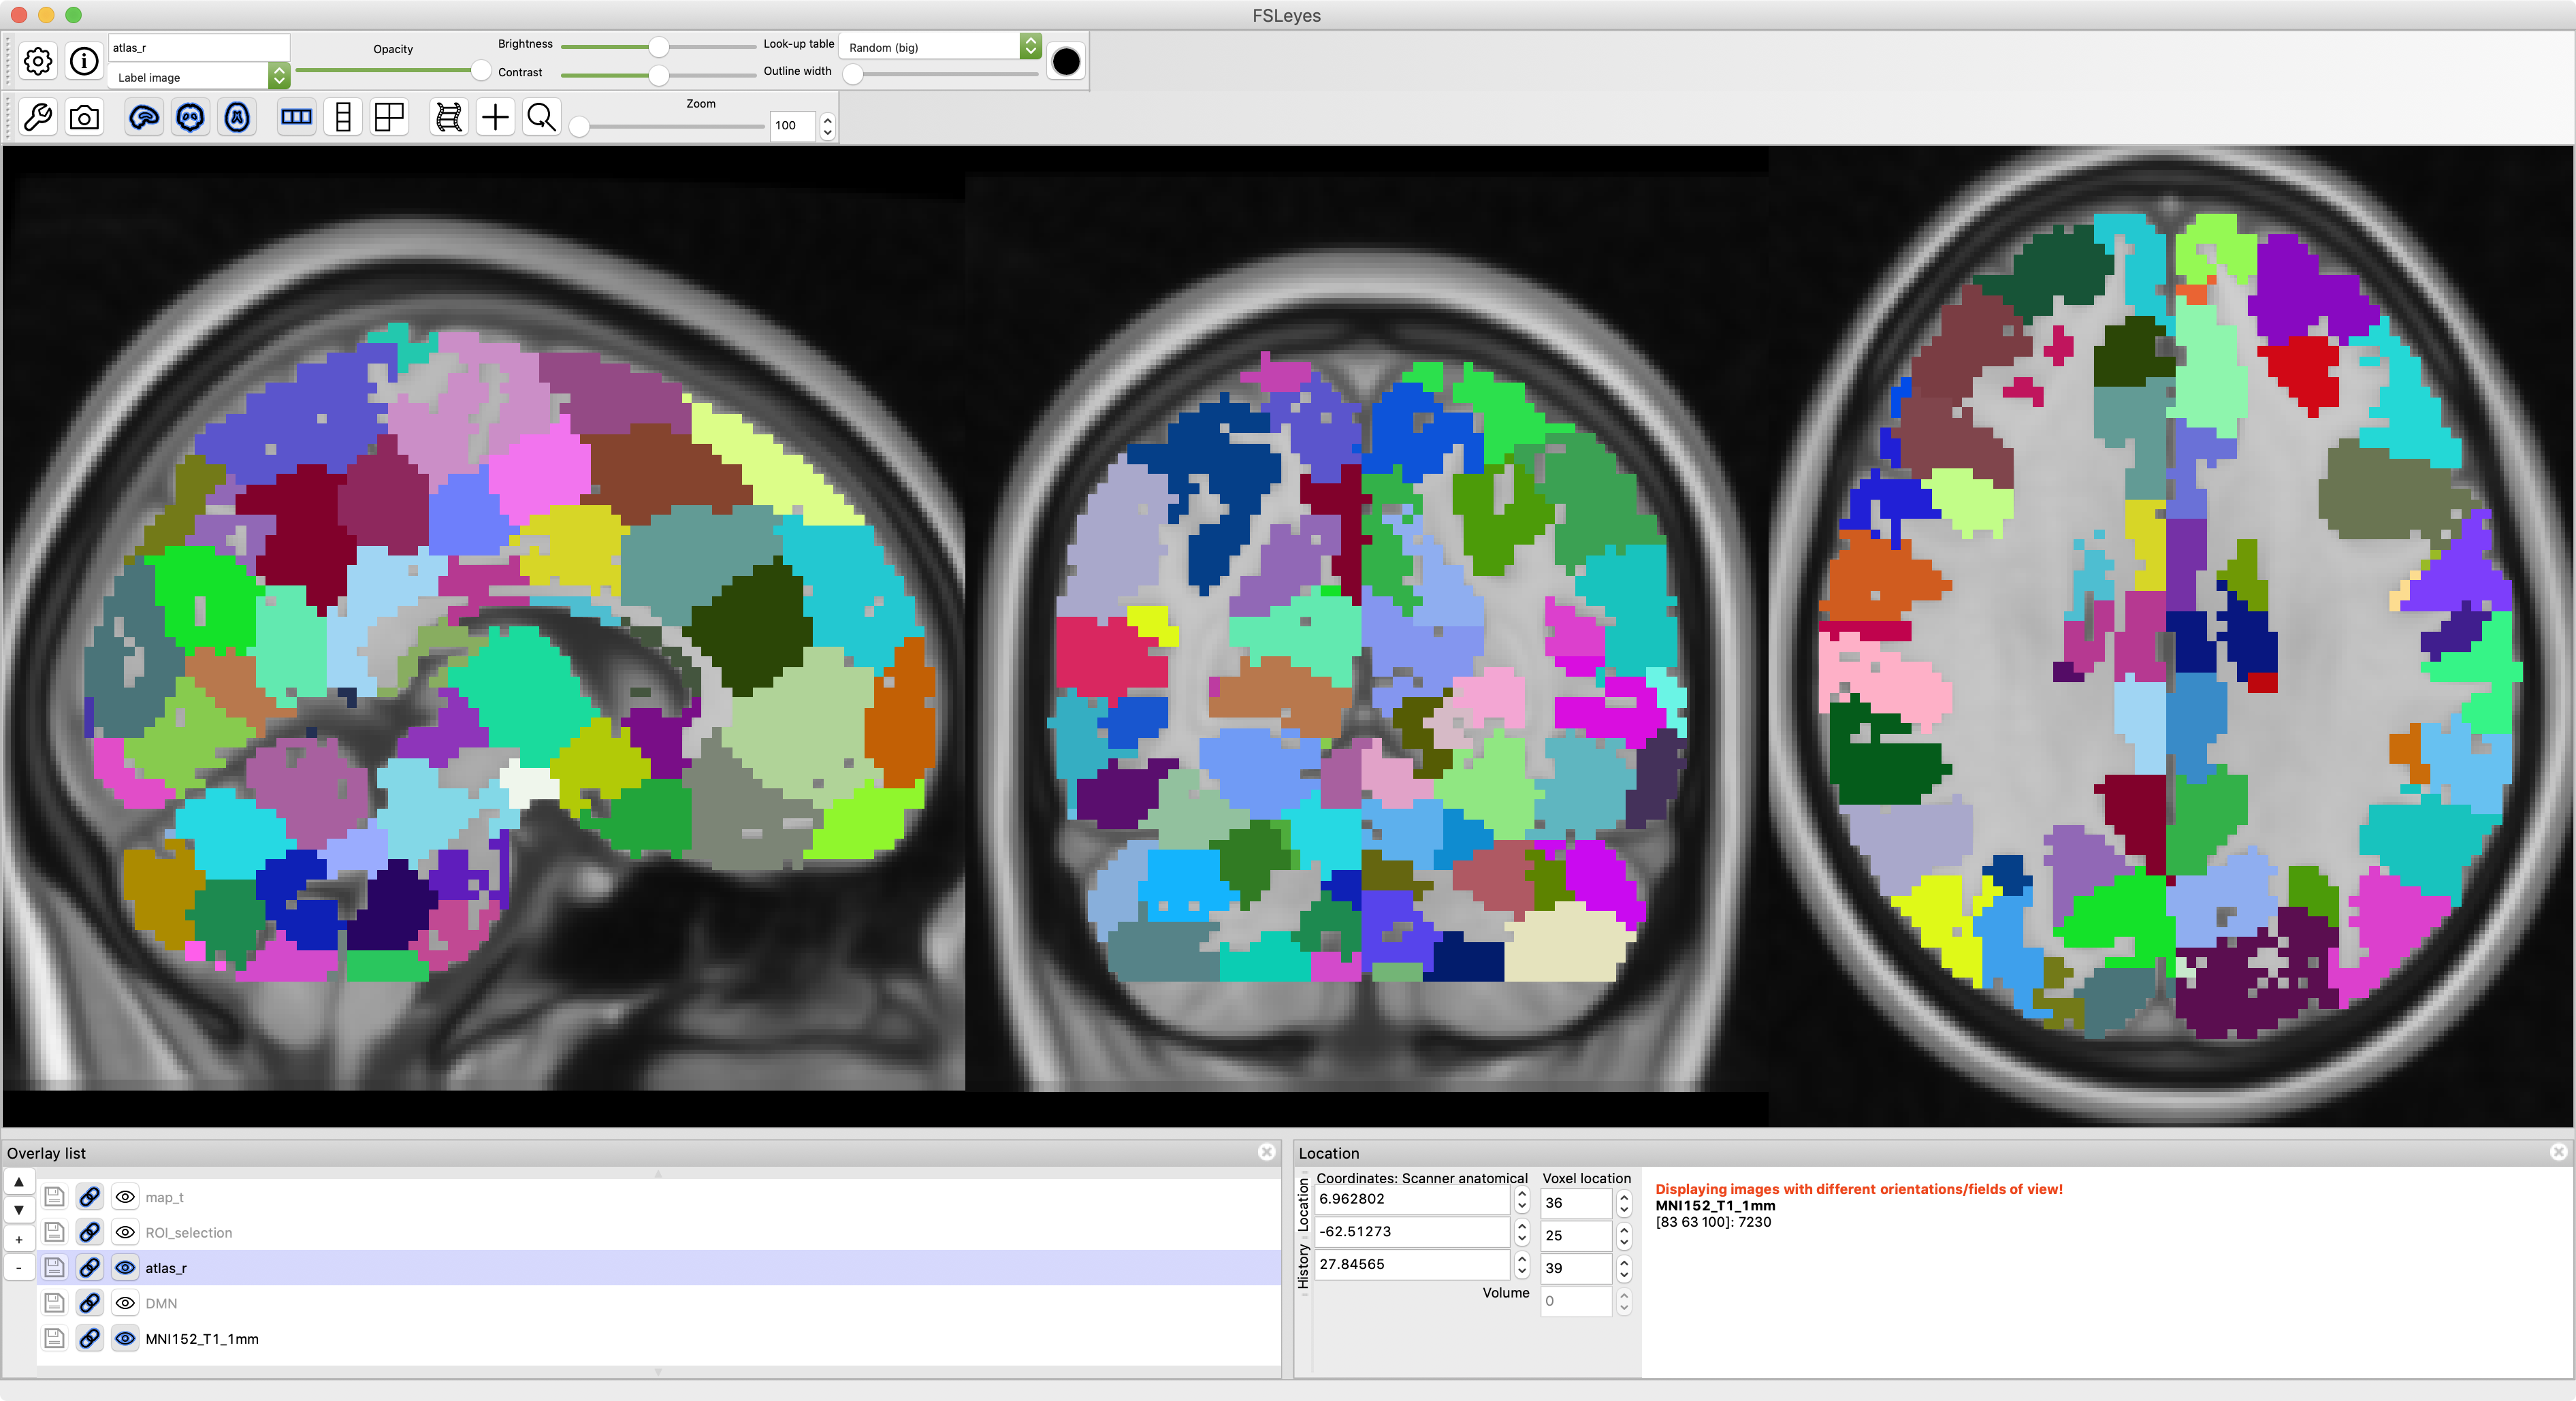 FSLeyes
atlas_r
Label image
Opacity
Brightness
Contrast
Look-up table
Random (big)
Outline width
Zoom
100
Overlay list
map_t
ROI_selection
atlas_r
DMN
MNI152_T1_1mm
Location
Location
History
Coordinates: Scanner anatomical
Voxel location
6.962802
36
-62.51273
25
27.84565
39
Volume
0
Displaying images with different orientations/fields of view!
MNI152_T1_1mm
[83 63 100]: 7230